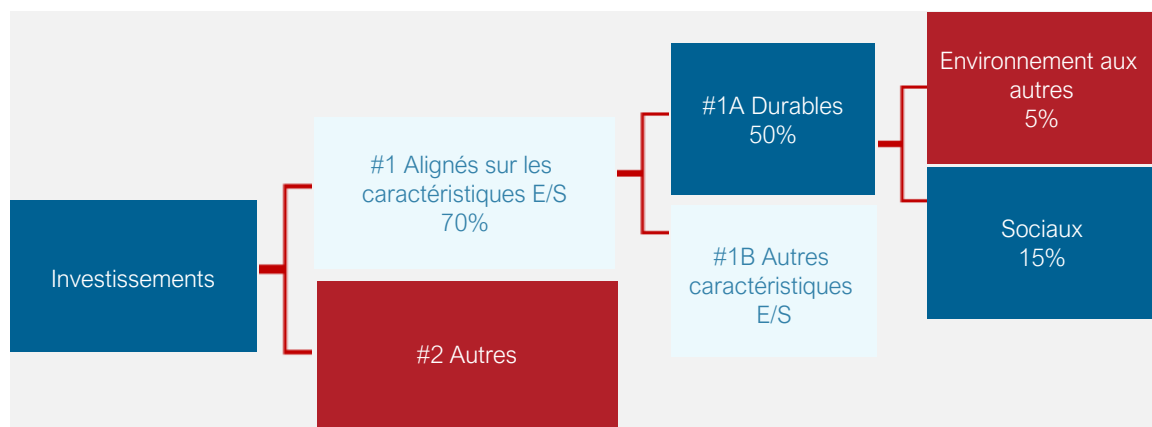 Investissements
#1 Alignés sur les
caractéristiques E/S
70%
#2 Autres
#1A Durables
50%
#1B Autres
caractéristiques
E/S
Environnement aux
autres
5%
Sociaux
15%